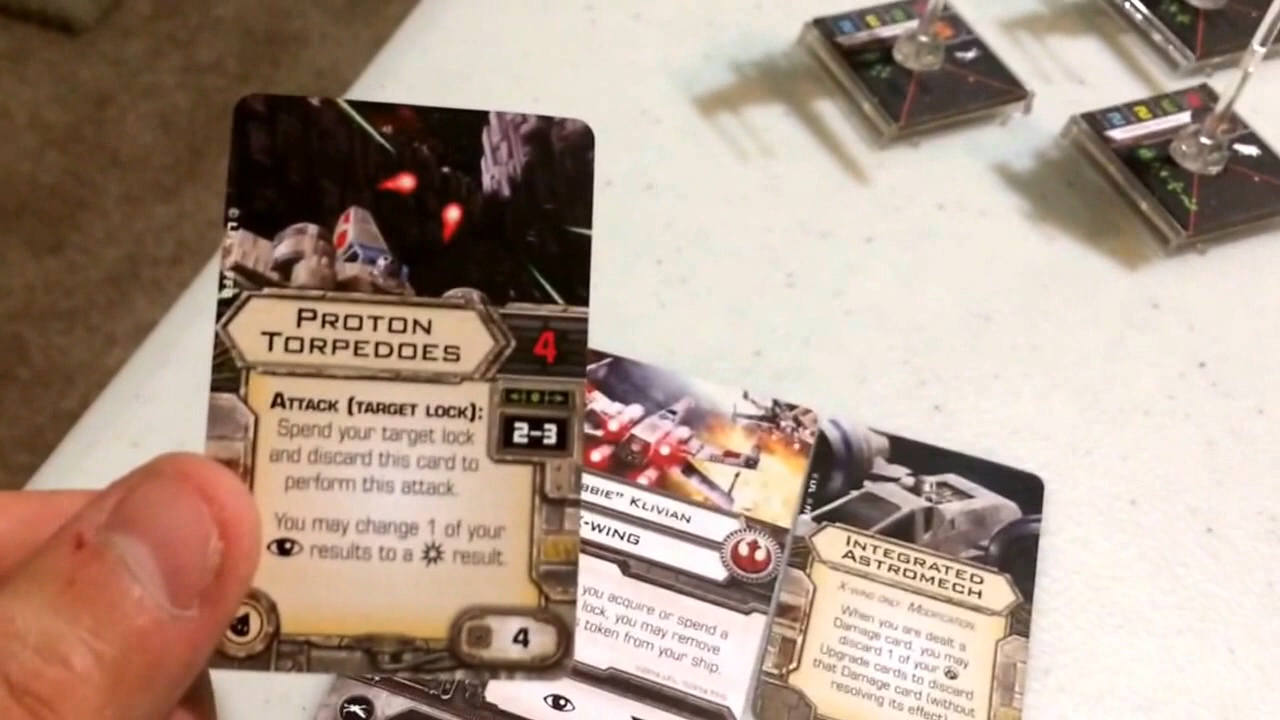 PROTON
TORPEDOES
4
ATTACK (TARGET LOCK):
Spend your target lock
and discard this card to
perform this attack.
You may change 1 of your
results to a result.
2-3
4
BBIE" KLIVIAN
X-WING
you acquire or spend a
lock, you may remove
token from your ship.
INTEGRATED
ASTROMECH
X-WING ONLY. MODIFICATION.
When you are dealt a
Damage card, you may
discard 1 of your
Upgrade cards to discard
that Damage card (without
resolving its effect).